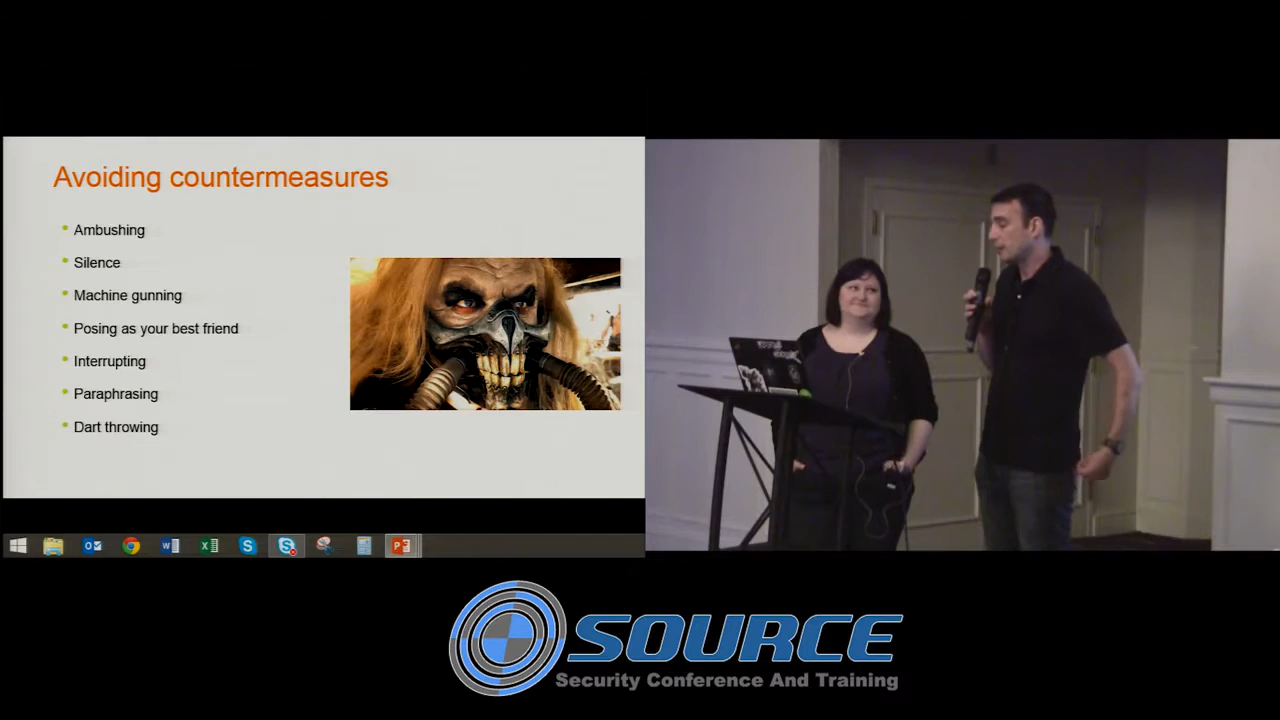 Avoiding countermeasures
Ambushing
Silence
Machine gunning
Posing as your best friend
Interrupting
Paraphrasing
Dart throwing
SOURCE
Security Conference And Training